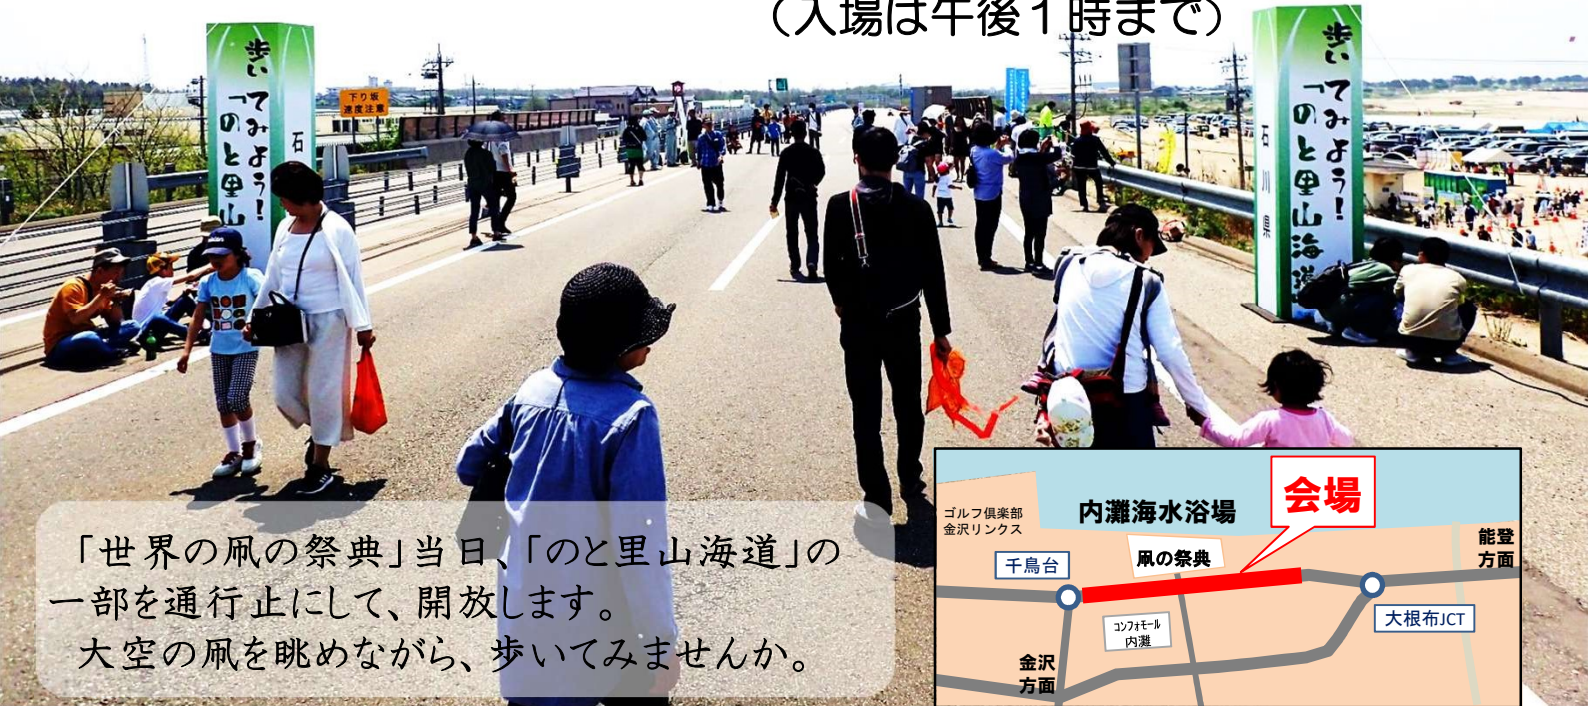 （入場は午後１時まで）
歩いてみよう！
「のと里山
石
下り坂
速度注意
歩いてみよう！
「のと里山海道
石川県
「世界の凧の祭典」当日、「のと里山海道」の
一部を通行止にして、開放します。
大空の凧を眺めながら、歩いてみませんか。
ゴルフ倶楽部
金沢リンクス
内灘海水浴場
会場
能登
方面
千鳥台
凧の祭典
大根布JCT
コンフォモール
内灘
金沢
方面